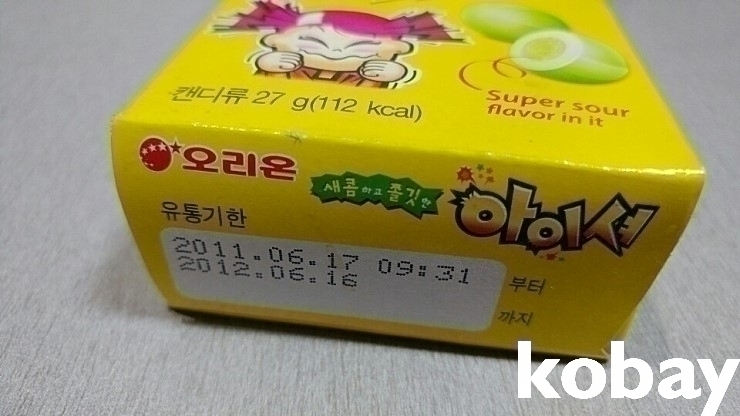 캔디류 27 g(112 kcal)
Super sour
flavor in it
오리온
새콤하고 쫄깃한
아이셔
유통기한
2011.06.17 09:31 부터
2012.06.16 까지
kobay